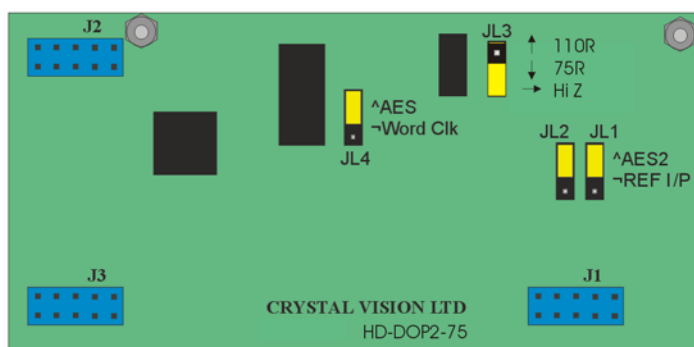 J2
JL3
110R
75R
Hi Z
^AES
¬Word Clk
JL4
JL2 JL1
^AES2
¬REF I/P
J3
J1
CRYSTAL VISION LTD
HD-DOP2-75